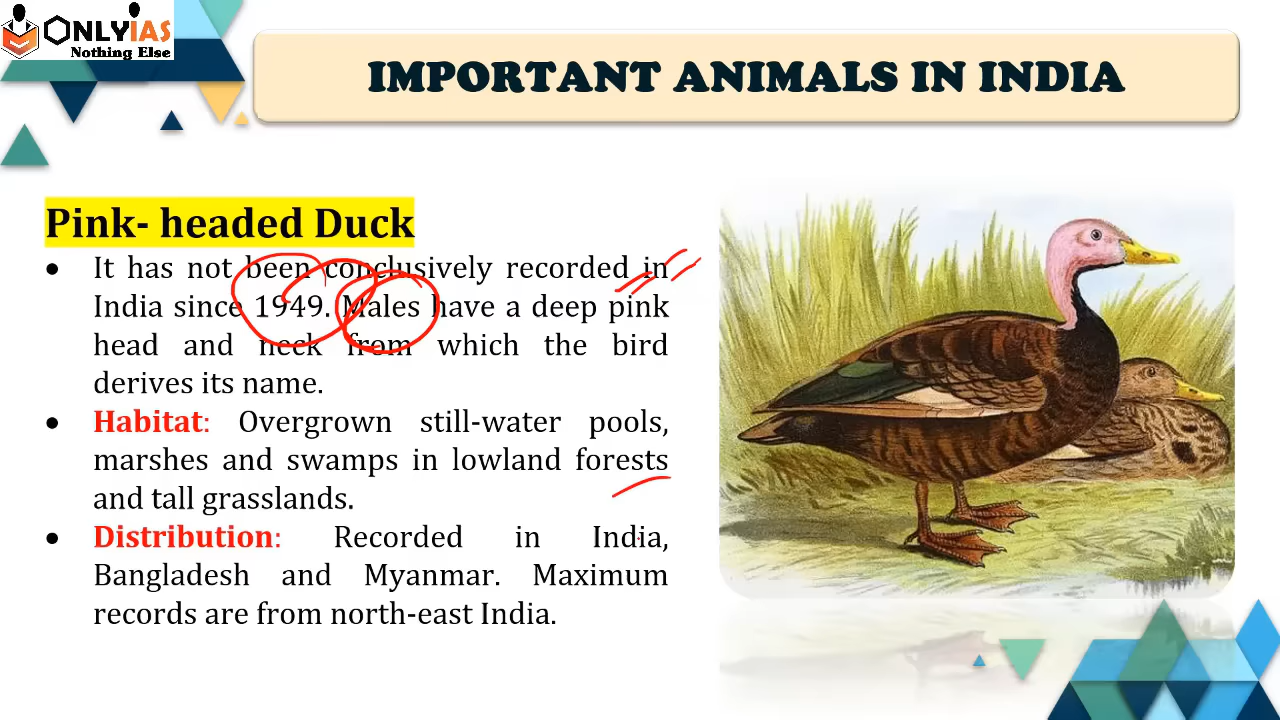 ONLYIAS
Nothing Else
IMPORTANT ANIMALS IN INDIA
Pink- headed Duck
• It has not been conclusively recorded in
India since 1949. Males have a deep pink
head and neck from which the bird
derives its name.
• Habitat: Overgrown still-water pools,
marshes and swamps in lowland forests
and tall grasslands.
• Distribution: Recorded in India,
Bangladesh and Myanmar. Maximum
records are from north-east India.